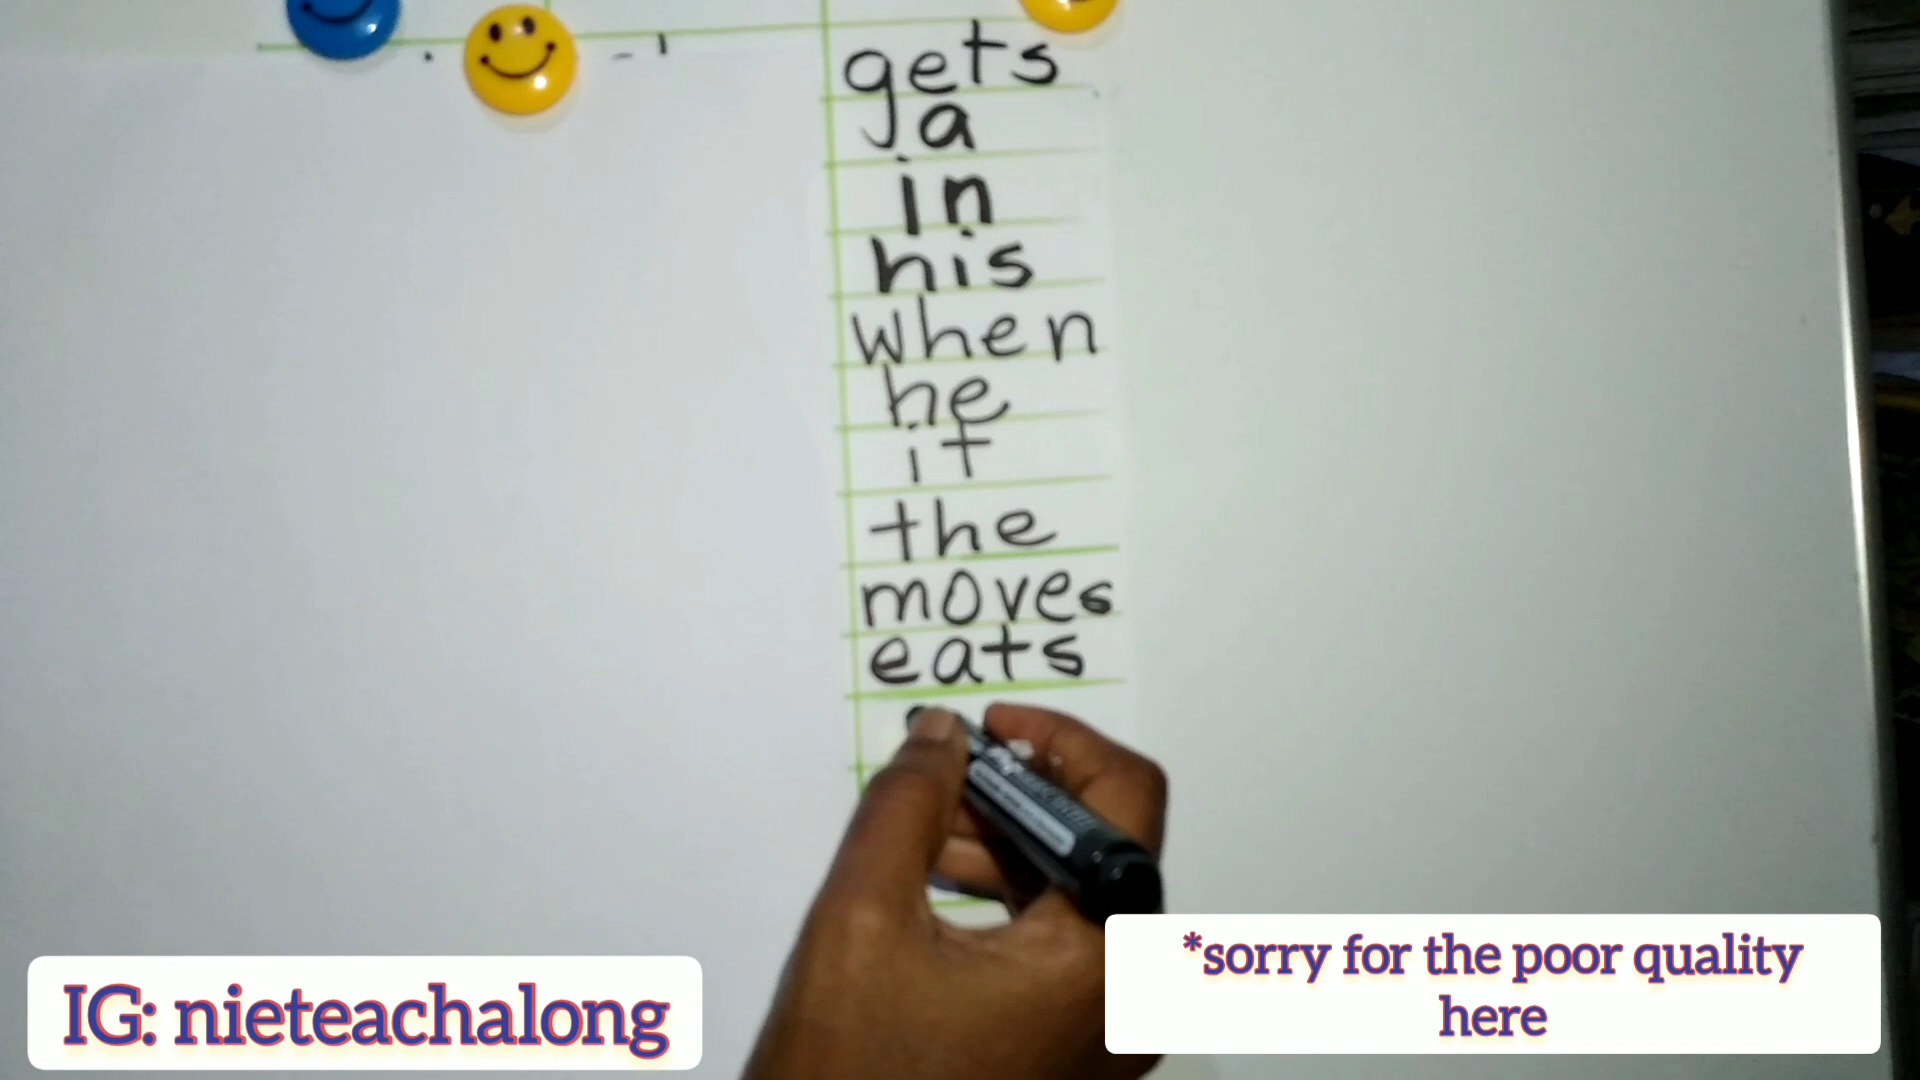 gets
a
in
his
when
he
it
the
moves
eats
IG: nieteachalong
*sorry for the poor quality
here